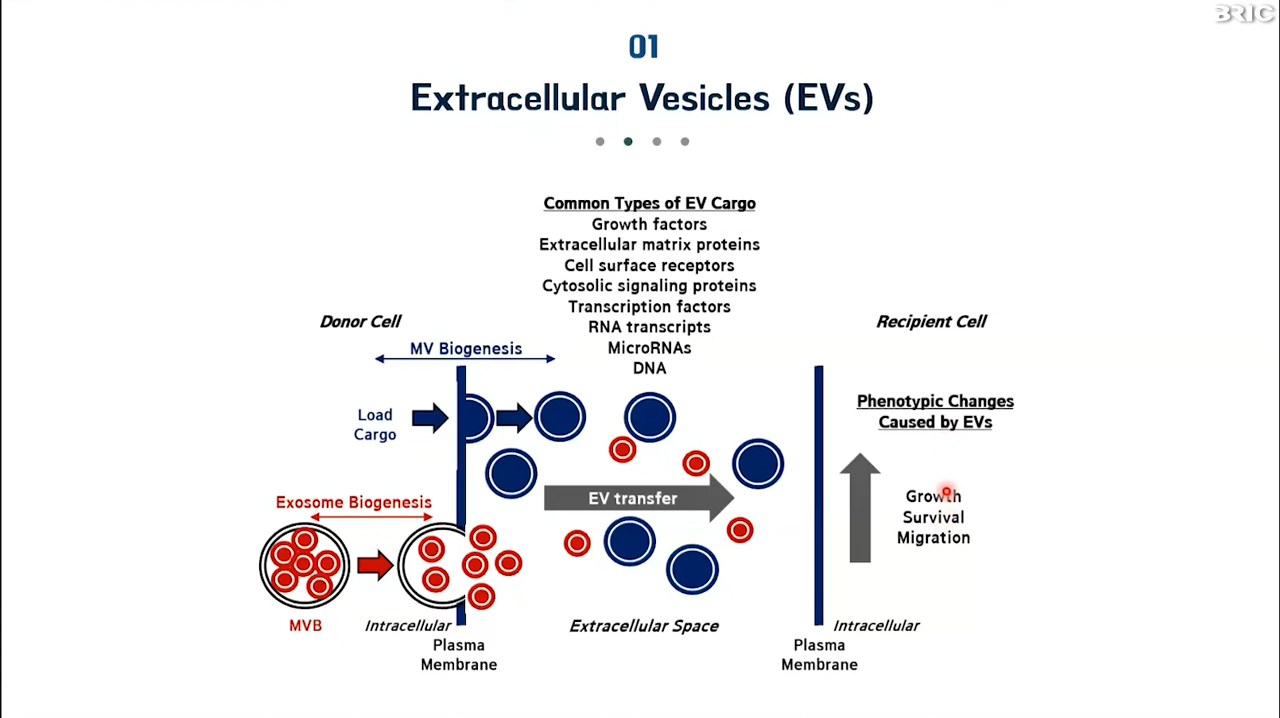 BRIC
01
Extracellular Vesicles (EVs)
Common Types of EV Cargo
Growth factors
Extracellular matrix proteins
Cell surface receptors
Cytosolic signaling proteins
Transcription factors
RNA transcripts
MicroRNAs
DNA
Donor Cell
MV Biogenesis
Load
Cargo
Exosome Biogenesis
MVB
Intracellular
Plasma
Membrane
EV transfer
Extracellular Space
Recipient Cell
Phenotypic Changes
Caused by EVs
Growth
Survival
Migration
Intracellular
Plasma
Membrane